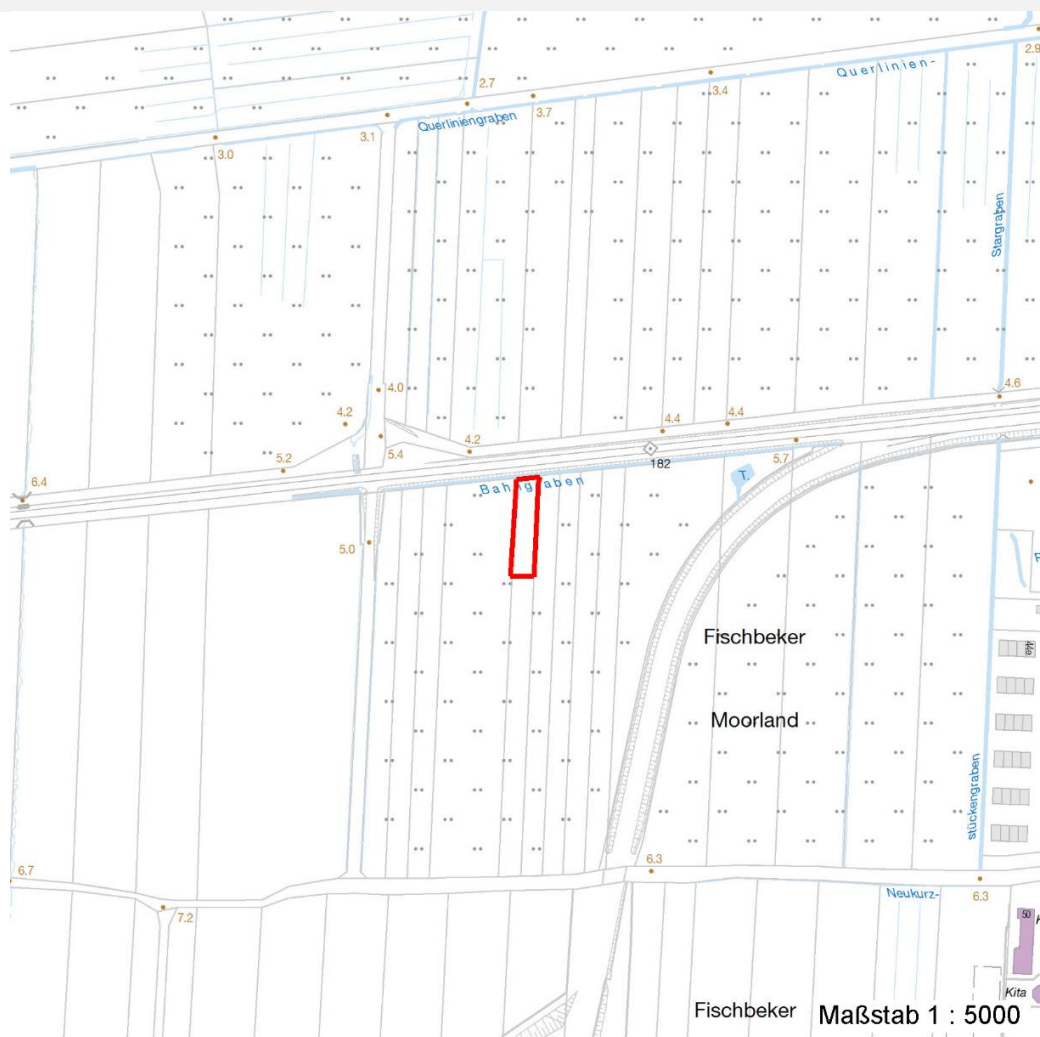 2.9
Querlinien-
2.7
3.4
3.7
Querliniengraben
3.1
3.0
Stargraben
4.6
4.0
4.2
4.4
4.4
5.4
4.2
5.7
182
5.2
T.
6.4
Bahngraben
5.0
Fischbeker
44e
Moorland
stückengraben
6.3
6.7
Neukurz-
6.3
7.2
50
Kita
Fischbeker
Maßstab 1 : 5000